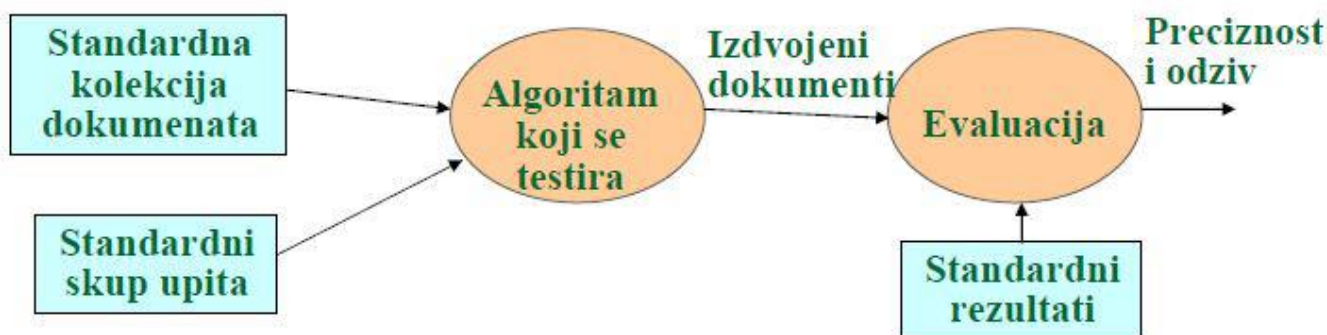 Standardna
kolekcija
dokumenata
Standardni
skup upita
Algoritam
koji se
testira
Izdvojeni
dokumenti
Evaluacija
Preciznost
i odziv
Standardni
rezultati